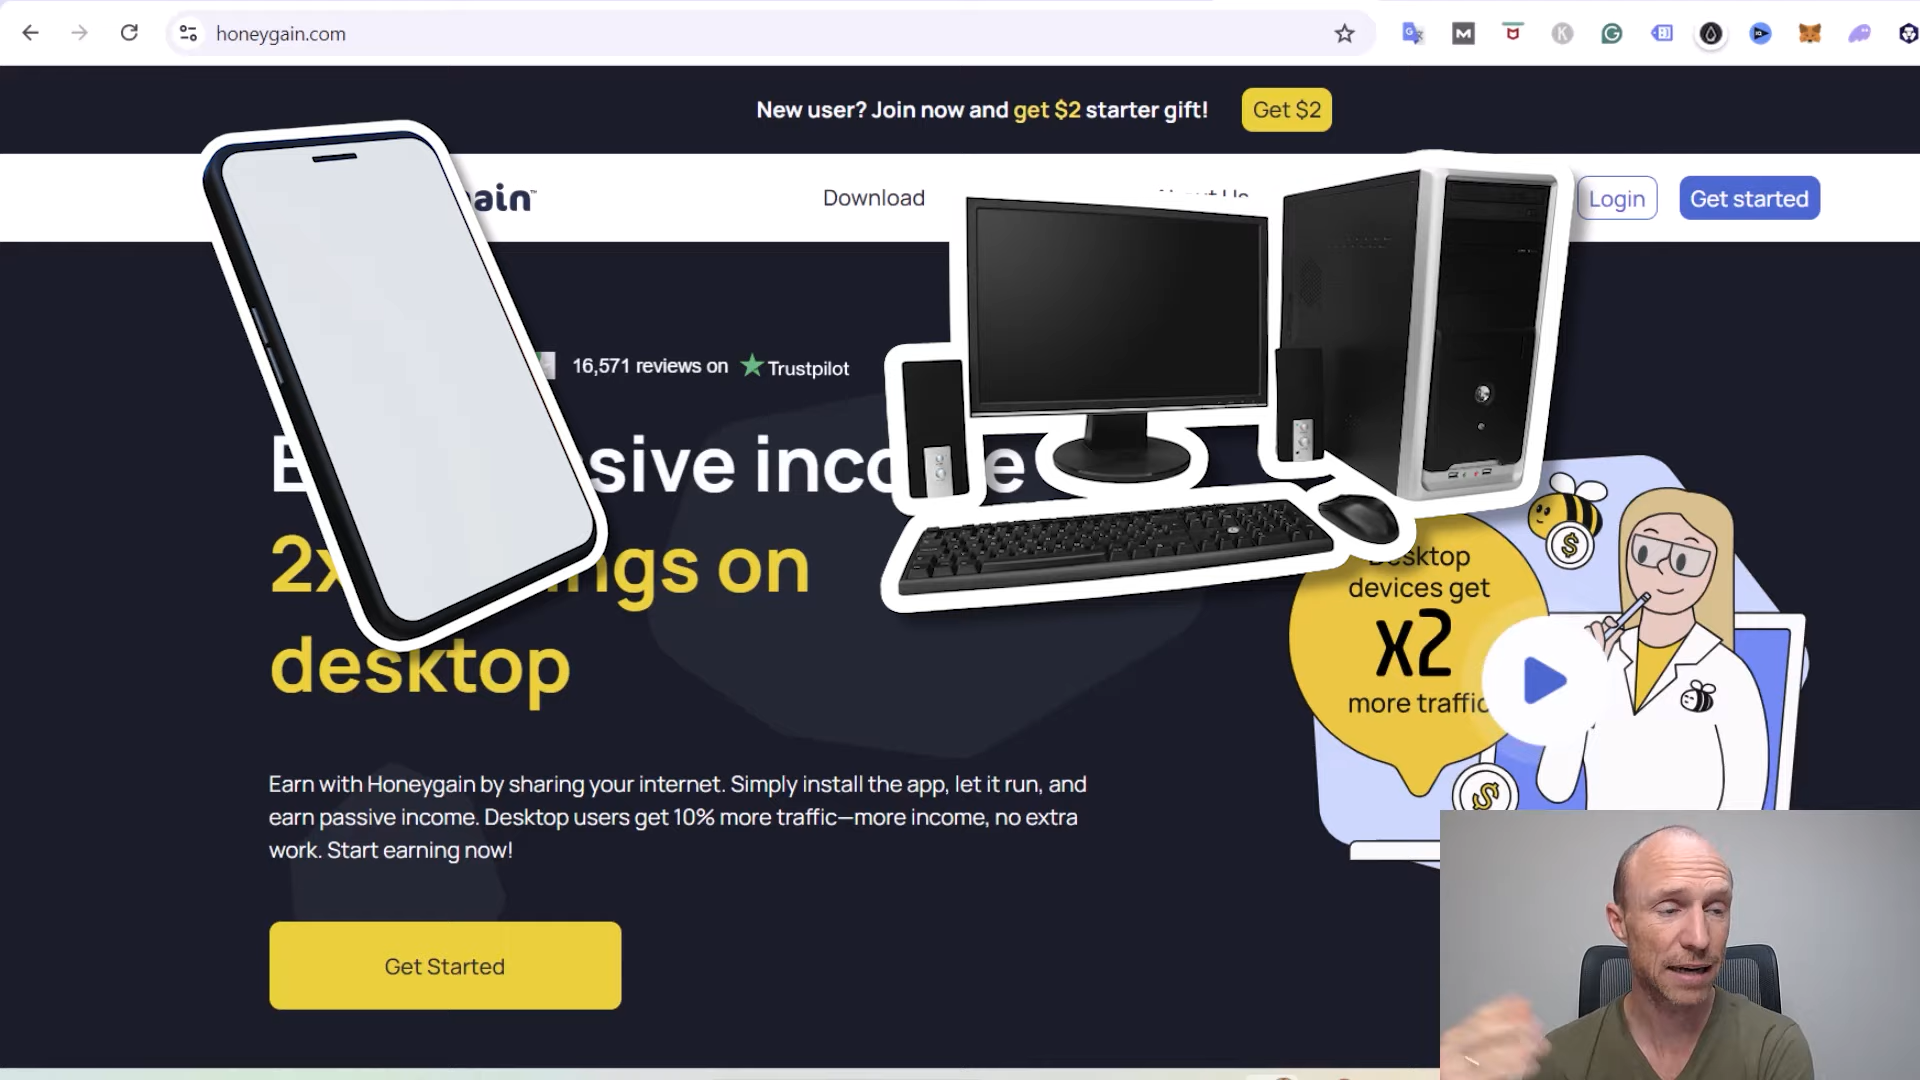 honeygain.com
New user? Join now and get $2 starter gift!
Get $2
ain™
Download
Login
Get started
16,571 reviews on
Trustpilot
sive inc e
2x ngs on
desktop
Desktop
devices get
x2
more traffic
Earn with Honeygain by sharing your internet. Simply install the app, let it run, and
earn passive income. Desktop users get 10% more traffic—more income, no extra
work. Start earning now!
Get Started